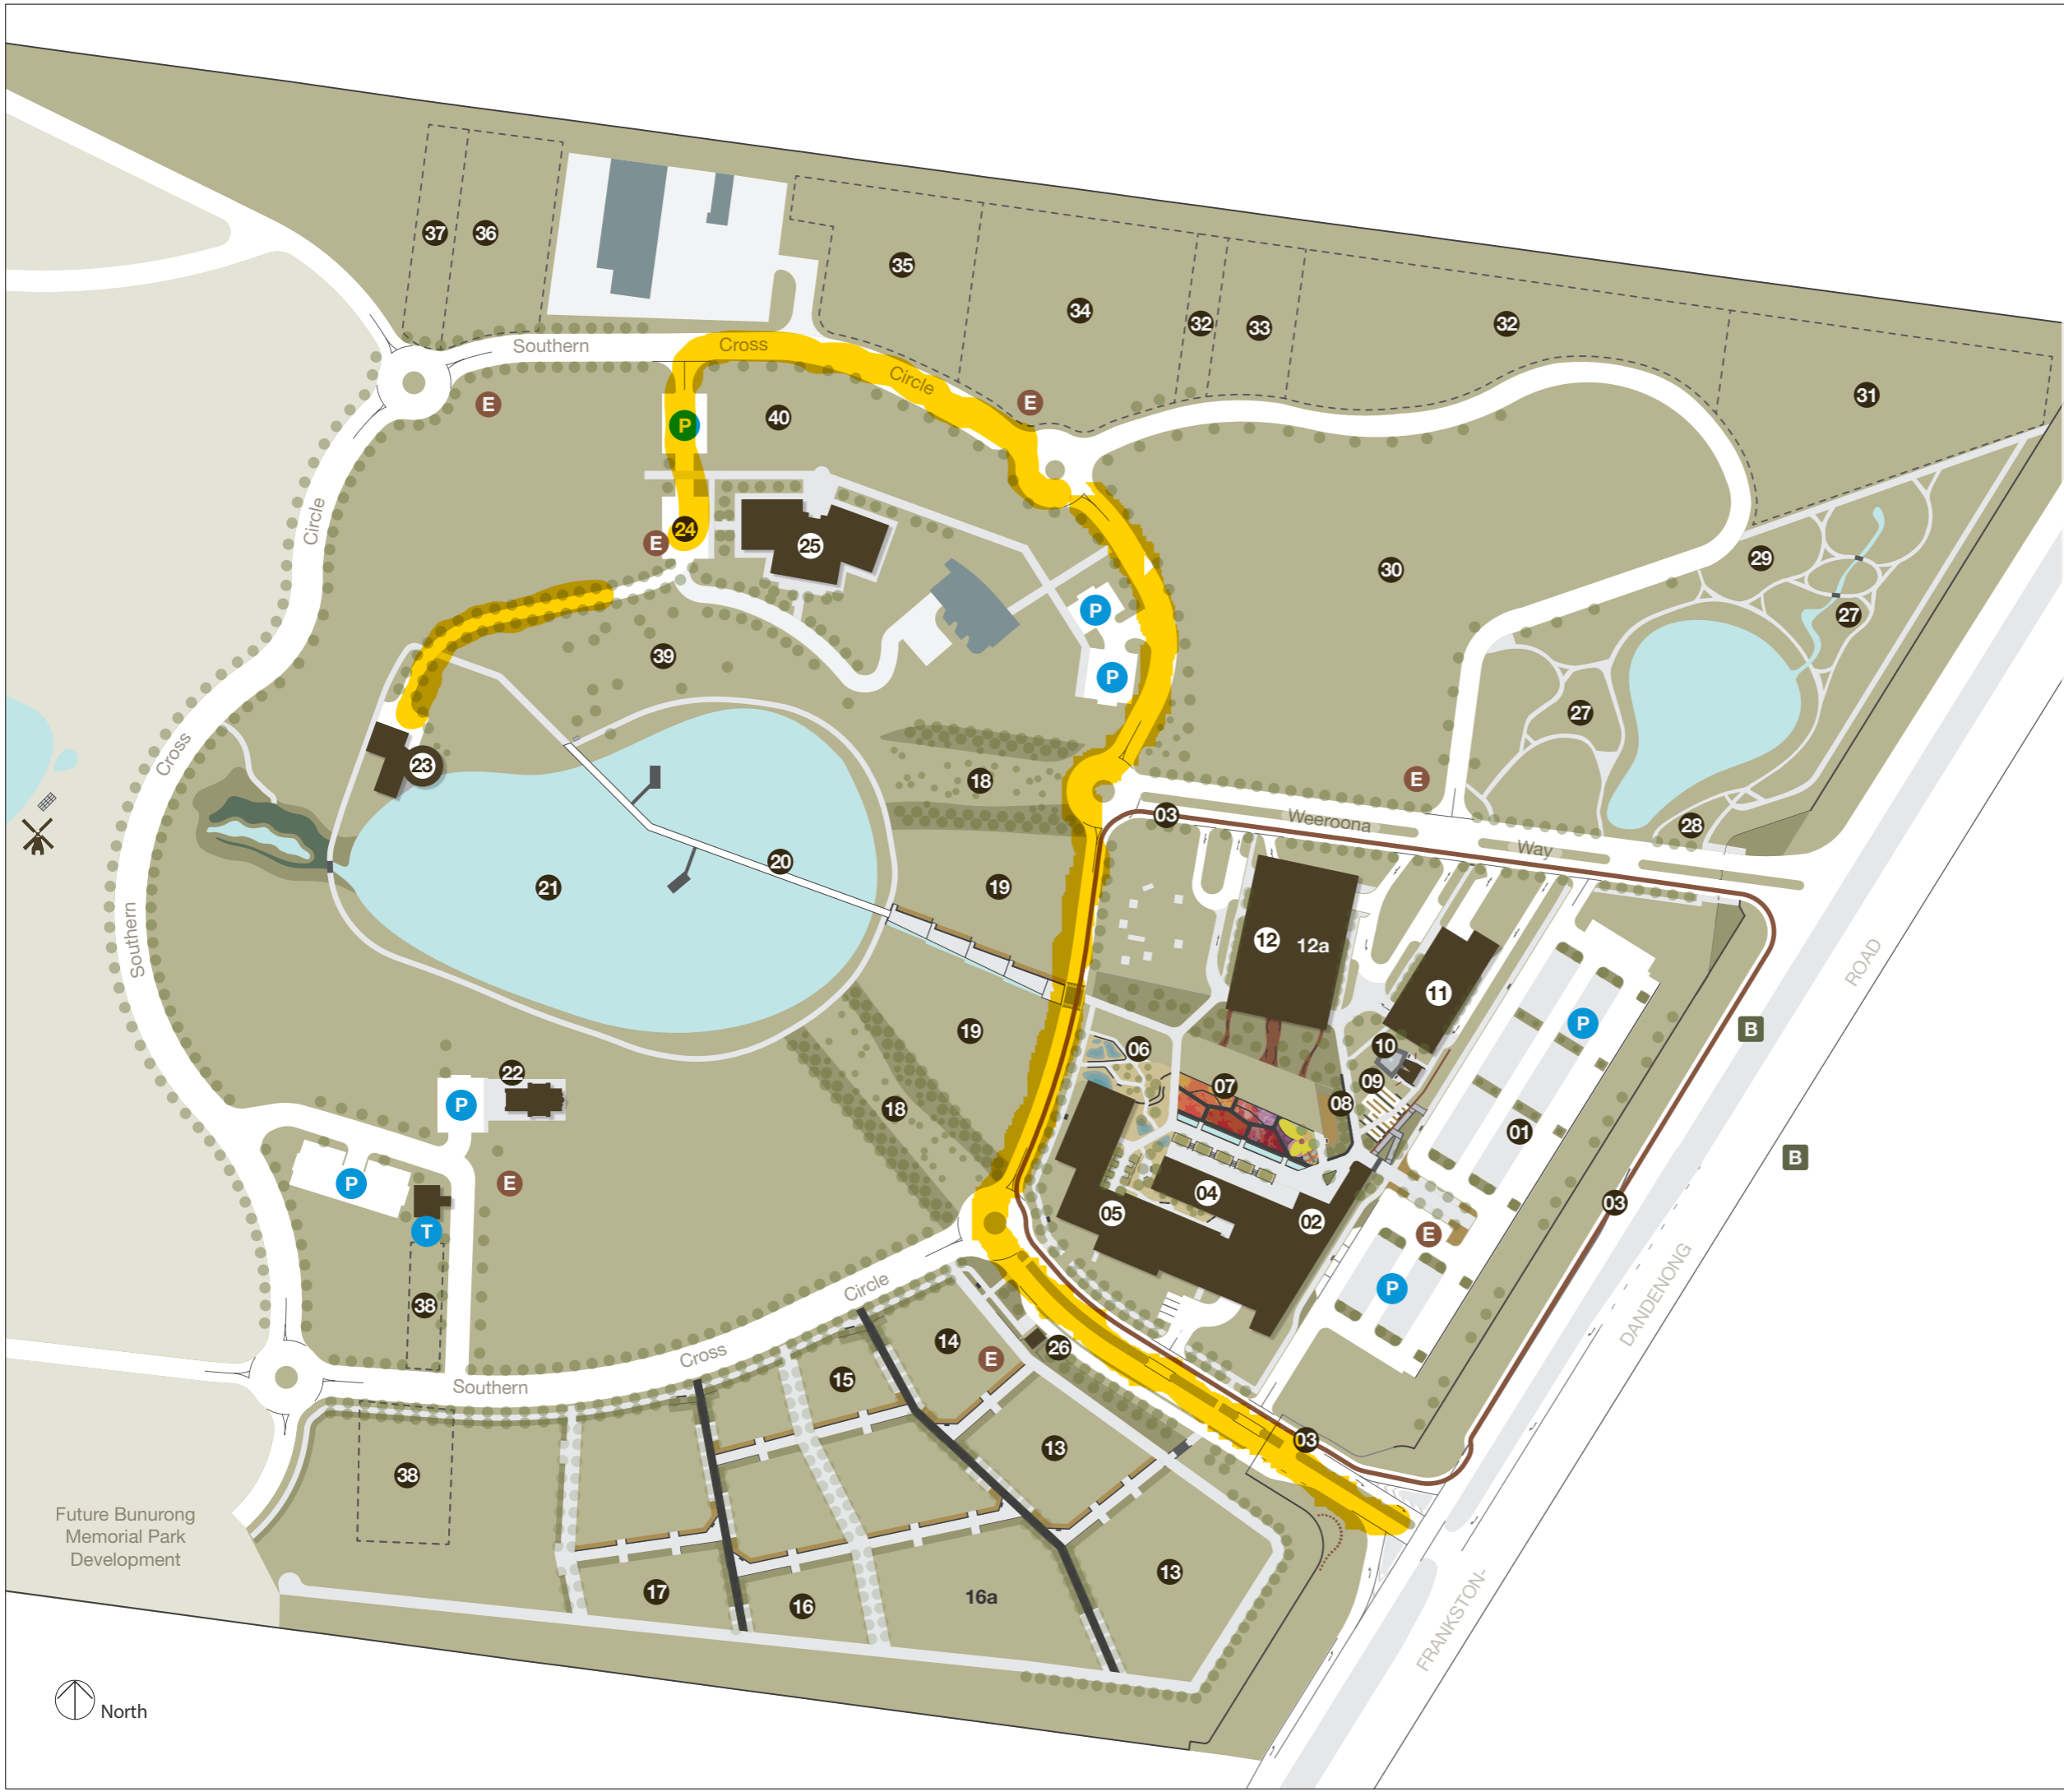 37
36
35
34
32
33
32
31
Southern
Cross
Circle
E
E
P
40
24
E
25
30
29
27
P
P
39
27
23
18
E
03
Weeroona
Way
28
Circle
Cross
Southern
20
21
19
12
12a
11
P
B
ROAD
19
06
10
09
07
08
01
22
P
18
P
E
T
04
05
02
E
03
B
P
DANDENONG
38
Circle
Cross
Southern
14
E
26
15
13
03
38
Future Bunurong
Memorial Park
Development
17
16
16a
13
FRANKSTON-
North